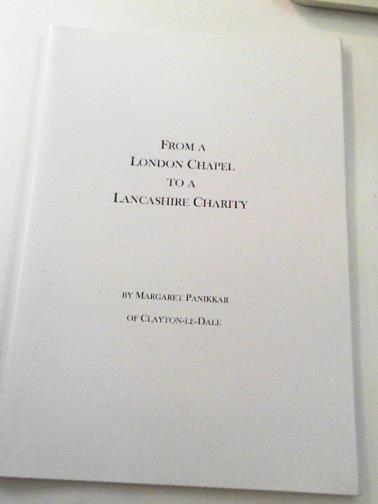 FROM A
LONDON CHAPEL
TO A
LANCASHIRE CHARITY
BY MARGARET PANIKKAR
OF CLAYTON-LE-DALE